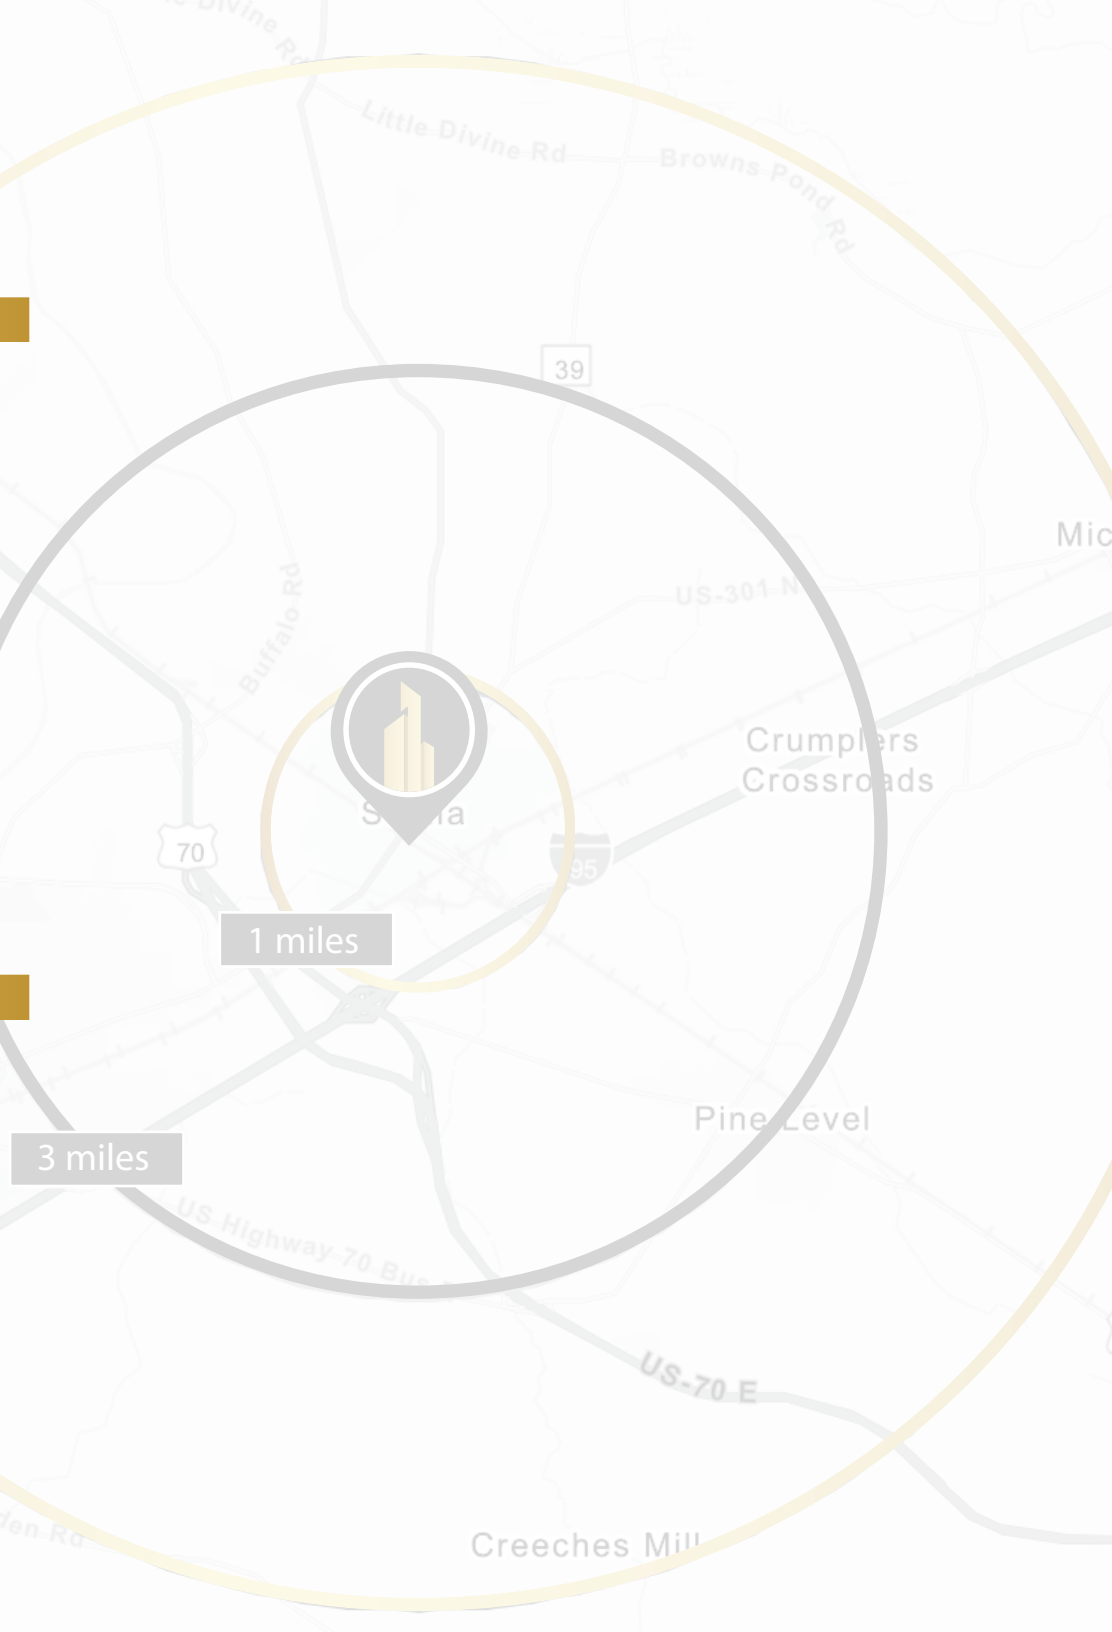 Little Divine Rd
Browns Pond Rd
39
Mic
US-301 N
Buffalo Rd
Crumplers
Crossroads
70
95
1 miles
Pine Level
3 miles
US Highway 70 Bus
US-70 E
Creeches Mill